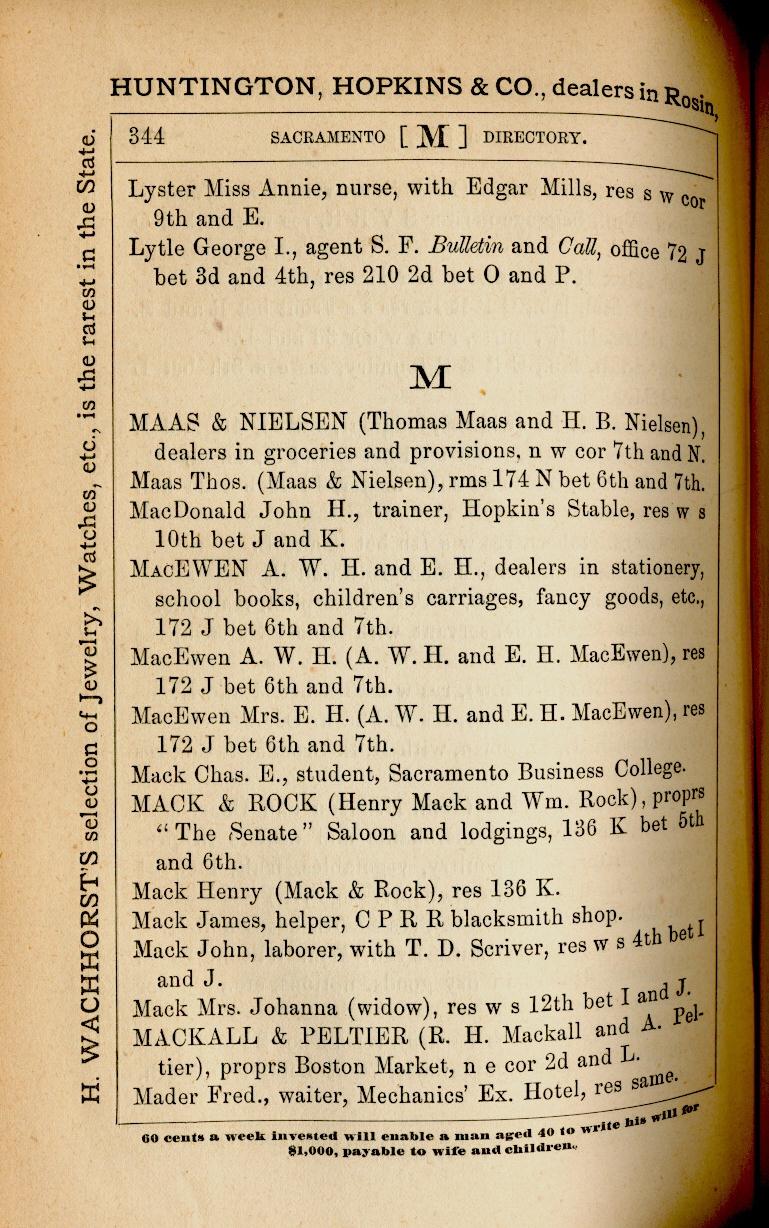 HUNTINGTON, HOPKINS & CO., dealers in Rosin,
344 SACRAMENTO [ M ] DIRECTORY.
Lyster Miss Annie, nurse, with Edgar Mills, res s w cor
9th and E.
Lytle George I., agent S. F. Bulletin and Call, office 72 J
bet 3d and 4th, res 210 2d bet O and P.
M
MAAS & NIELSEN (Thomas Maas and H. B. Nielsen),
dealers in groceries and provisions, n w cor 7th and N.
Maas Thos. (Maas & Nielsen), rms 174 N bet 6th and 7th.
MacDonald John H., trainer, Hopkin's Stable, res w s
10th bet J and K.
MACEWEN A. W. H. and E. H., dealers in stationery,
school books, children's carriages, fancy goods, etc.,
172 J bet 6th and 7th.
MacEwen A. W. H. (A. W. H. and E. H. MacEwen), res
172 J bet 6th and 7th.
MacEwen Mrs. E. H. (A. W. H. and E. H. MacEwen), res
172 J bet 6th and 7th.
Mack Chas. E., student, Sacramento Business College.
MACK & ROCK (Henry Mack and Wm. Rock), proprs
"The Senate" Saloon and lodgings, 136 K bet 5th
and 6th.
Mack Henry (Mack & Rock), res 136 K.
Mack James, helper, C P R R blacksmith shop.
Mack John, laborer, with T. D. Scriver, res w s 4th bet I
and J.
Mack Mrs. Johanna (widow), res w s 12th bet I and J.
MACKALL & PELTIER (R. H. Mackall and A. Pel-
tier), proprs Boston Market, n e cor 2d and L.
Mader Fred., waiter, Mechanics' Ex. Hotel, res same.
60 cents a week invested will enable a man aged 40 to write his will for
$1,000, payable to wife and children.
H. WACHHORST'S selection of Jewelry, Watches, etc., is the rarest in the State.